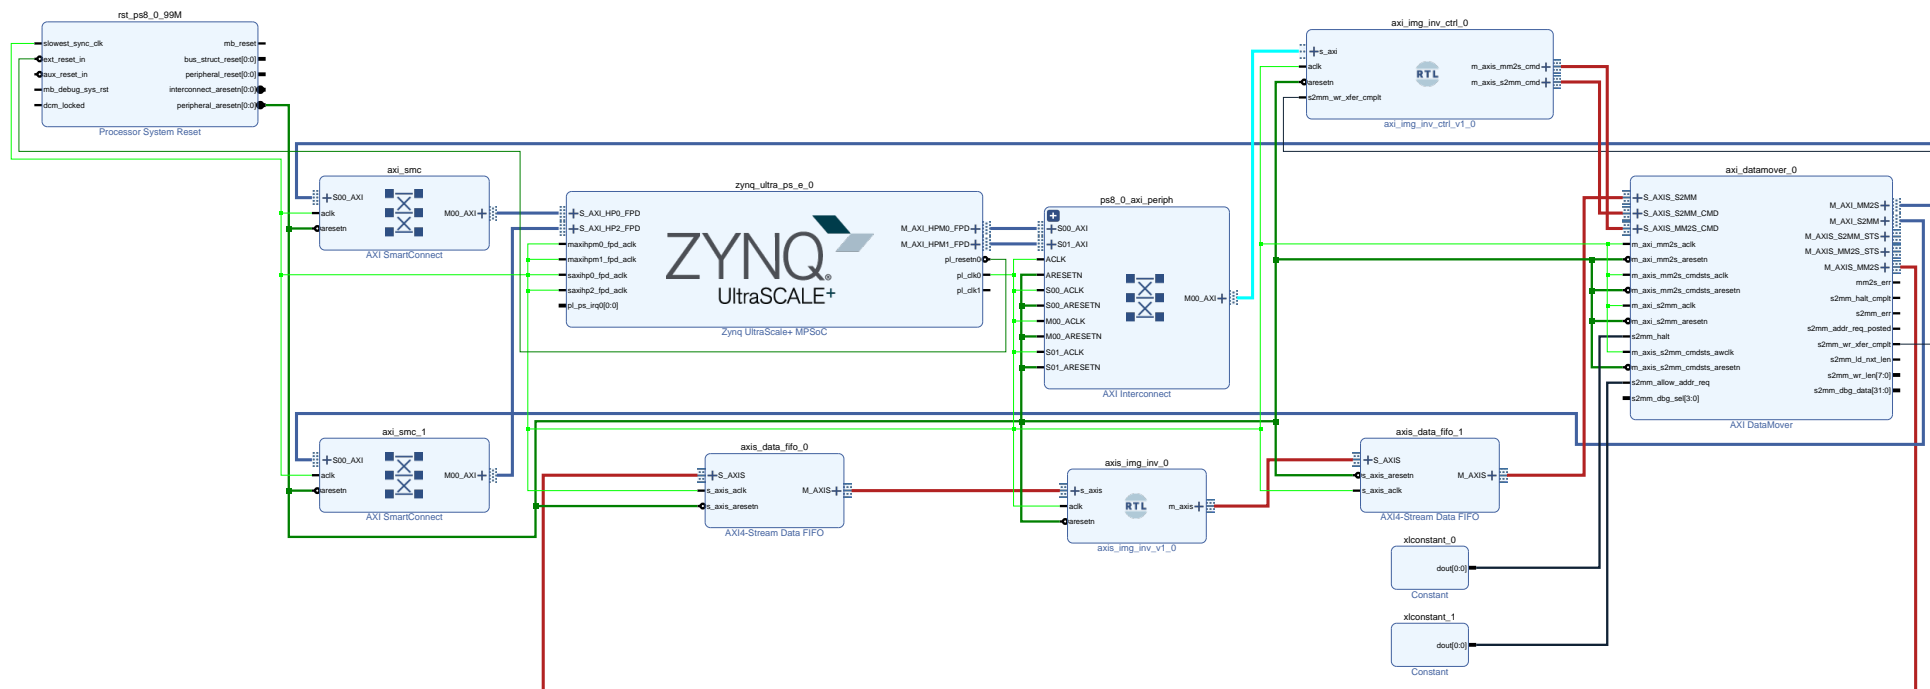 rst_ps8_0_99M
slowest_sync_clk
ext_reset_in
aux_reset_in
mb_debug_sys_rst
dcm_locked
mb_reset
bus_struct_reset[0:0]
peripheral_reset[0:0]
interconnect_aresetn[0:0]
peripheral_aresetn[0:0]
Processor System Reset
axi_smc
S00_AXI
aclk
aresetn
M00_AXI
AXI SmartConnect
zynq_ultra_ps_e_0
S_AXI_HP0_FPD
S_AXI_HP2_FPD
maxihpm0_fpd_aclk
maxihpm1_fpd_aclk
saxihp0_fpd_aclk
saxihp2_fpd_aclk
pl_ps_irq0[0:0]
ZYNQ
UltraSCALE+
M_AXI_HPM0_FPD
M_AXI_HPM1_FPD
pl_resetn0
pl_clk0
pl_clk1
Zynq UltraScale+ MPSoC
ps8_0_axi_periph
S00_AXI
S01_AXI
ACLK
ARESETN
S00_ACLK
S00_ARESETN
M00_ACLK
M00_ARESETN
S01_ACLK
S01_ARESETN
M00_AXI
AXI Interconnect
axi_img_inv_ctrl_0
s_axi
aclk
aresetn
s2mm_wr_xfer_cmplt
RTL
m_axis_mm2s_cmd
m_axis_s2mm_cmd
axi_img_inv_ctrl_v1_0
axi_datamover_0
S_AXIS_S2MM
S_AXIS_S2MM_CMD
S_AXIS_MM2S_CMD
m_axi_mm2s_aclk
m_axi_mm2s_aresetn
m_axis_mm2s_cmdsts_aclk
m_axis_mm2s_cmdsts_aresetn
m_axi_s2mm_aclk
m_axi_s2mm_aresetn
s2mm_halt
m_axis_s2mm_cmdsts_awclk
m_axis_s2mm_cmdsts_aresetn
s2mm_allow_addr_req
s2mm_dbg_sel[3:0]
M_AXI_MM2S
M_AXI_S2MM
M_AXIS_S2MM_STS
M_AXIS_MM2S_STS
M_AXIS_MM2S
mm2s_err
s2mm_halt_cmplt
s2mm_err
s2mm_addr_req_posted
s2mm_wr_xfer_cmplt
s2mm_ld_nxt_len
s2mm_wr_len[7:0]
s2mm_dbg_data[31:0]
AXI DataMover
axi_smc_1
S00_AXI
aclk
aresetn
M00_AXI
AXI SmartConnect
axis_data_fifo_0
S_AXIS
s_axis_aclk
s_axis_aresetn
M_AXIS
AXI4-Stream Data FIFO
axis_img_inv_0
s_axis
aclk
aresetn
RTL
m_axis
axis_img_inv_v1_0
axis_data_fifo_1
S_AXIS
s_axis_aresetn
s_axis_aclk
M_AXIS
AXI4-Stream Data FIFO
xlconstant_0
dout[0:0]
Constant
xlconstant_1
dout[0:0]
Constant